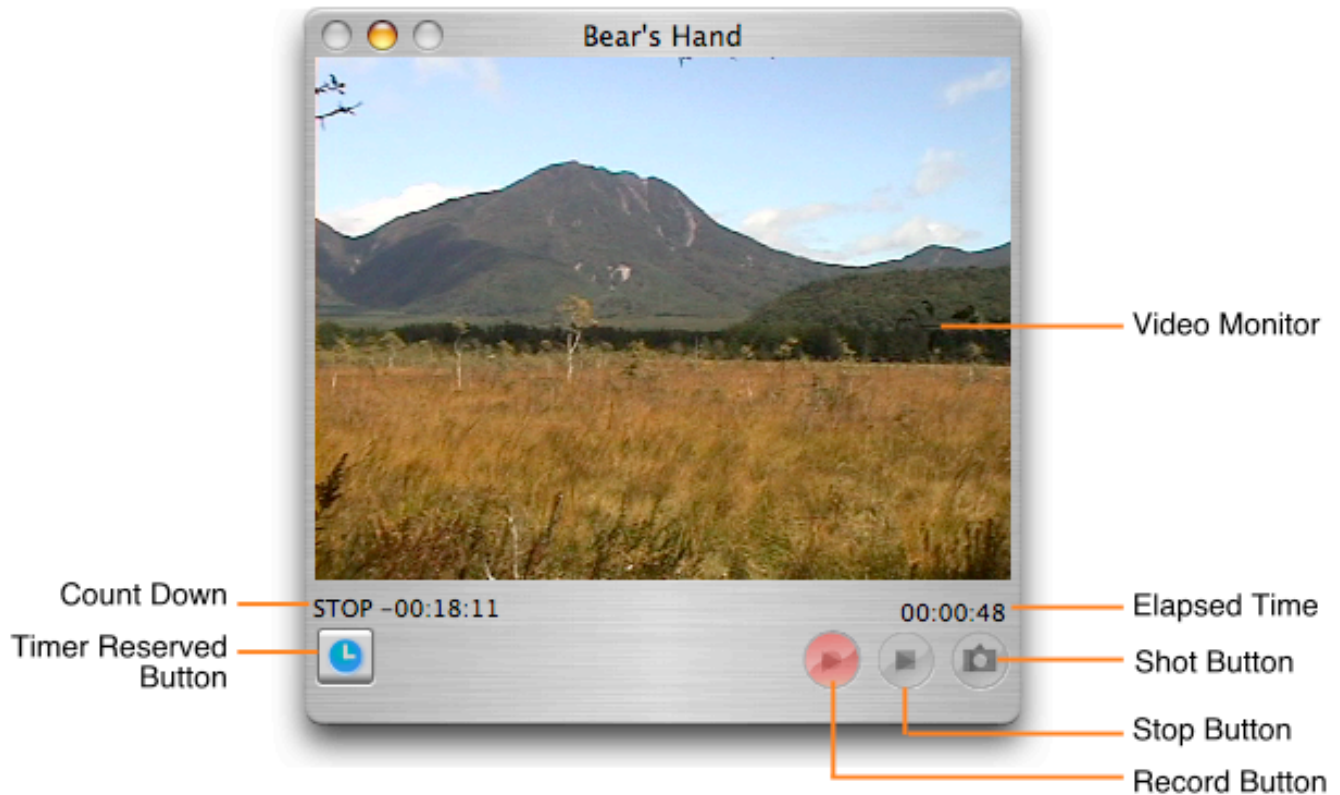 Bear's Hand
Video Monitor
Count Down
STOP -00:18:11
00:00:48
Elapsed Time
Timer Reserved
Button
Shot Button
Stop Button
Record Button